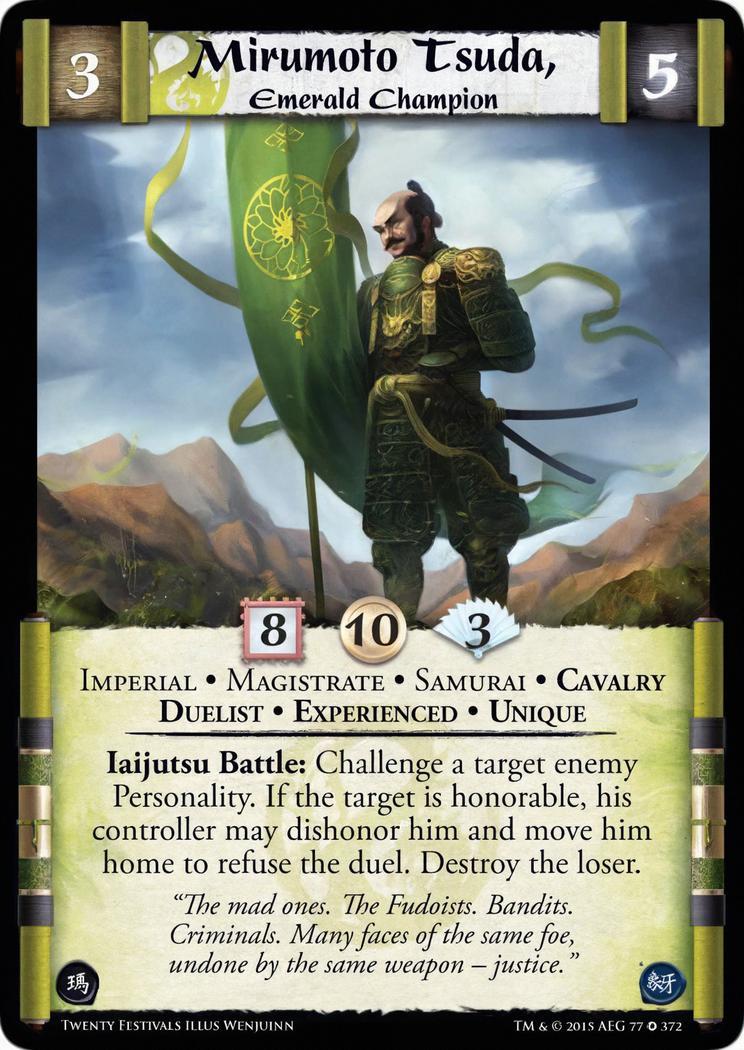 Mirumoto Tsuda,
Emerald Champion
3
5
8
10
3
Imperial • Magistrate • Samurai • Cavalry
Duelist • Experienced • Unique
Iaijutsu Battle: Challenge a target enemy
Personality. If the target is honorable, his
controller may dishonor him and move him
home to refuse the duel. Destroy the loser.
“The mad ones. The Fudoists. Bandits.
Criminals. Many faces of the same foe,
undone by the same weapon – justice.”
Twenty Festivals Illus Wenjuinn
TM & © 2015 AEG 77 ✪ 372